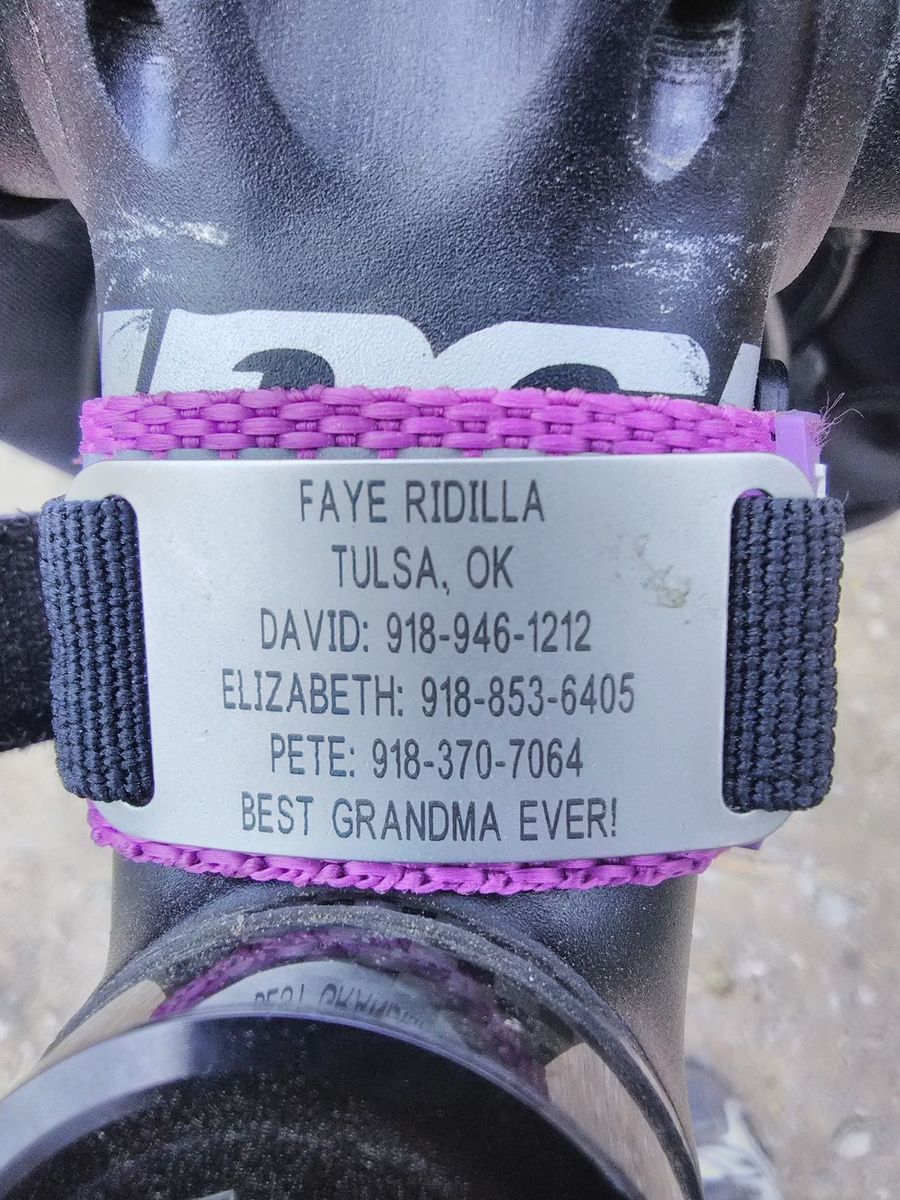 FAYE RIDILLA
TULSA, OK
DAVID: 918-946-1212
ELIZABETH: 918-853-6405
PETE: 918-370-7064
BEST GRANDMA EVER!